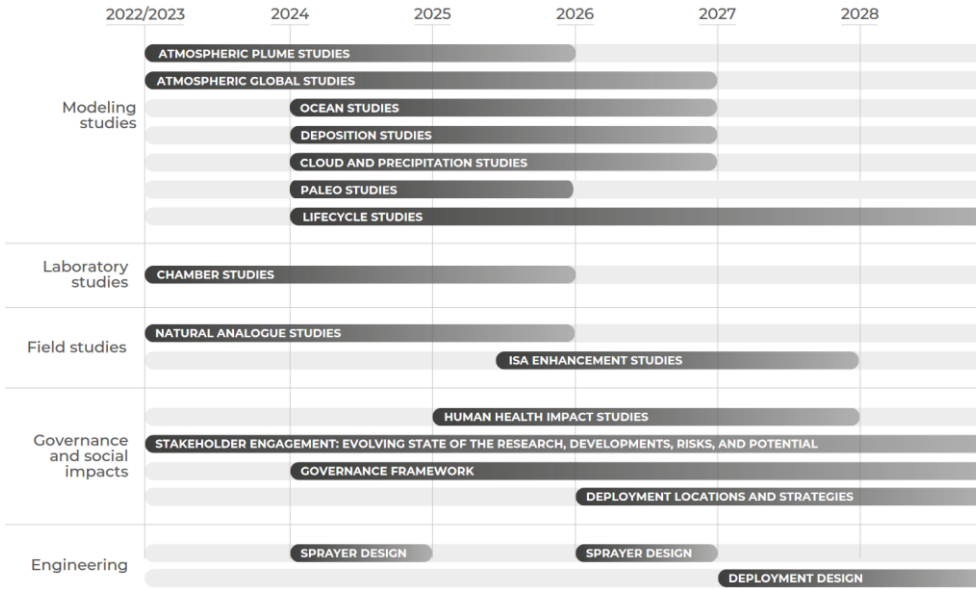 2022/2023 2024 2025 2026 2027 2028
Modeling
studies
ATMOSPHERIC PLUME STUDIES
ATMOSPHERIC GLOBAL STUDIES
OCEAN STUDIES
DEPOSITION STUDIES
CLOUD AND PRECIPITATION STUDIES
PALEO STUDIES
LIFECYCLE STUDIES
Laboratory
studies
CHAMBER STUDIES
Field studies
NATURAL ANALOGUE STUDIES
ISA ENHANCEMENT STUDIES
Governance
and social
impacts
HUMAN HEALTH IMPACT STUDIES
STAKEHOLDER ENGAGEMENT: EVOLVING STATE OF THE RESEARCH, DEVELOPMENTS, RISKS, AND POTENTIAL
GOVERNANCE FRAMEWORK
DEPLOYMENT LOCATIONS AND STRATEGIES
Engineering
SPRAYER DESIGN SPRAYER DESIGN
DEPLOYMENT DESIGN